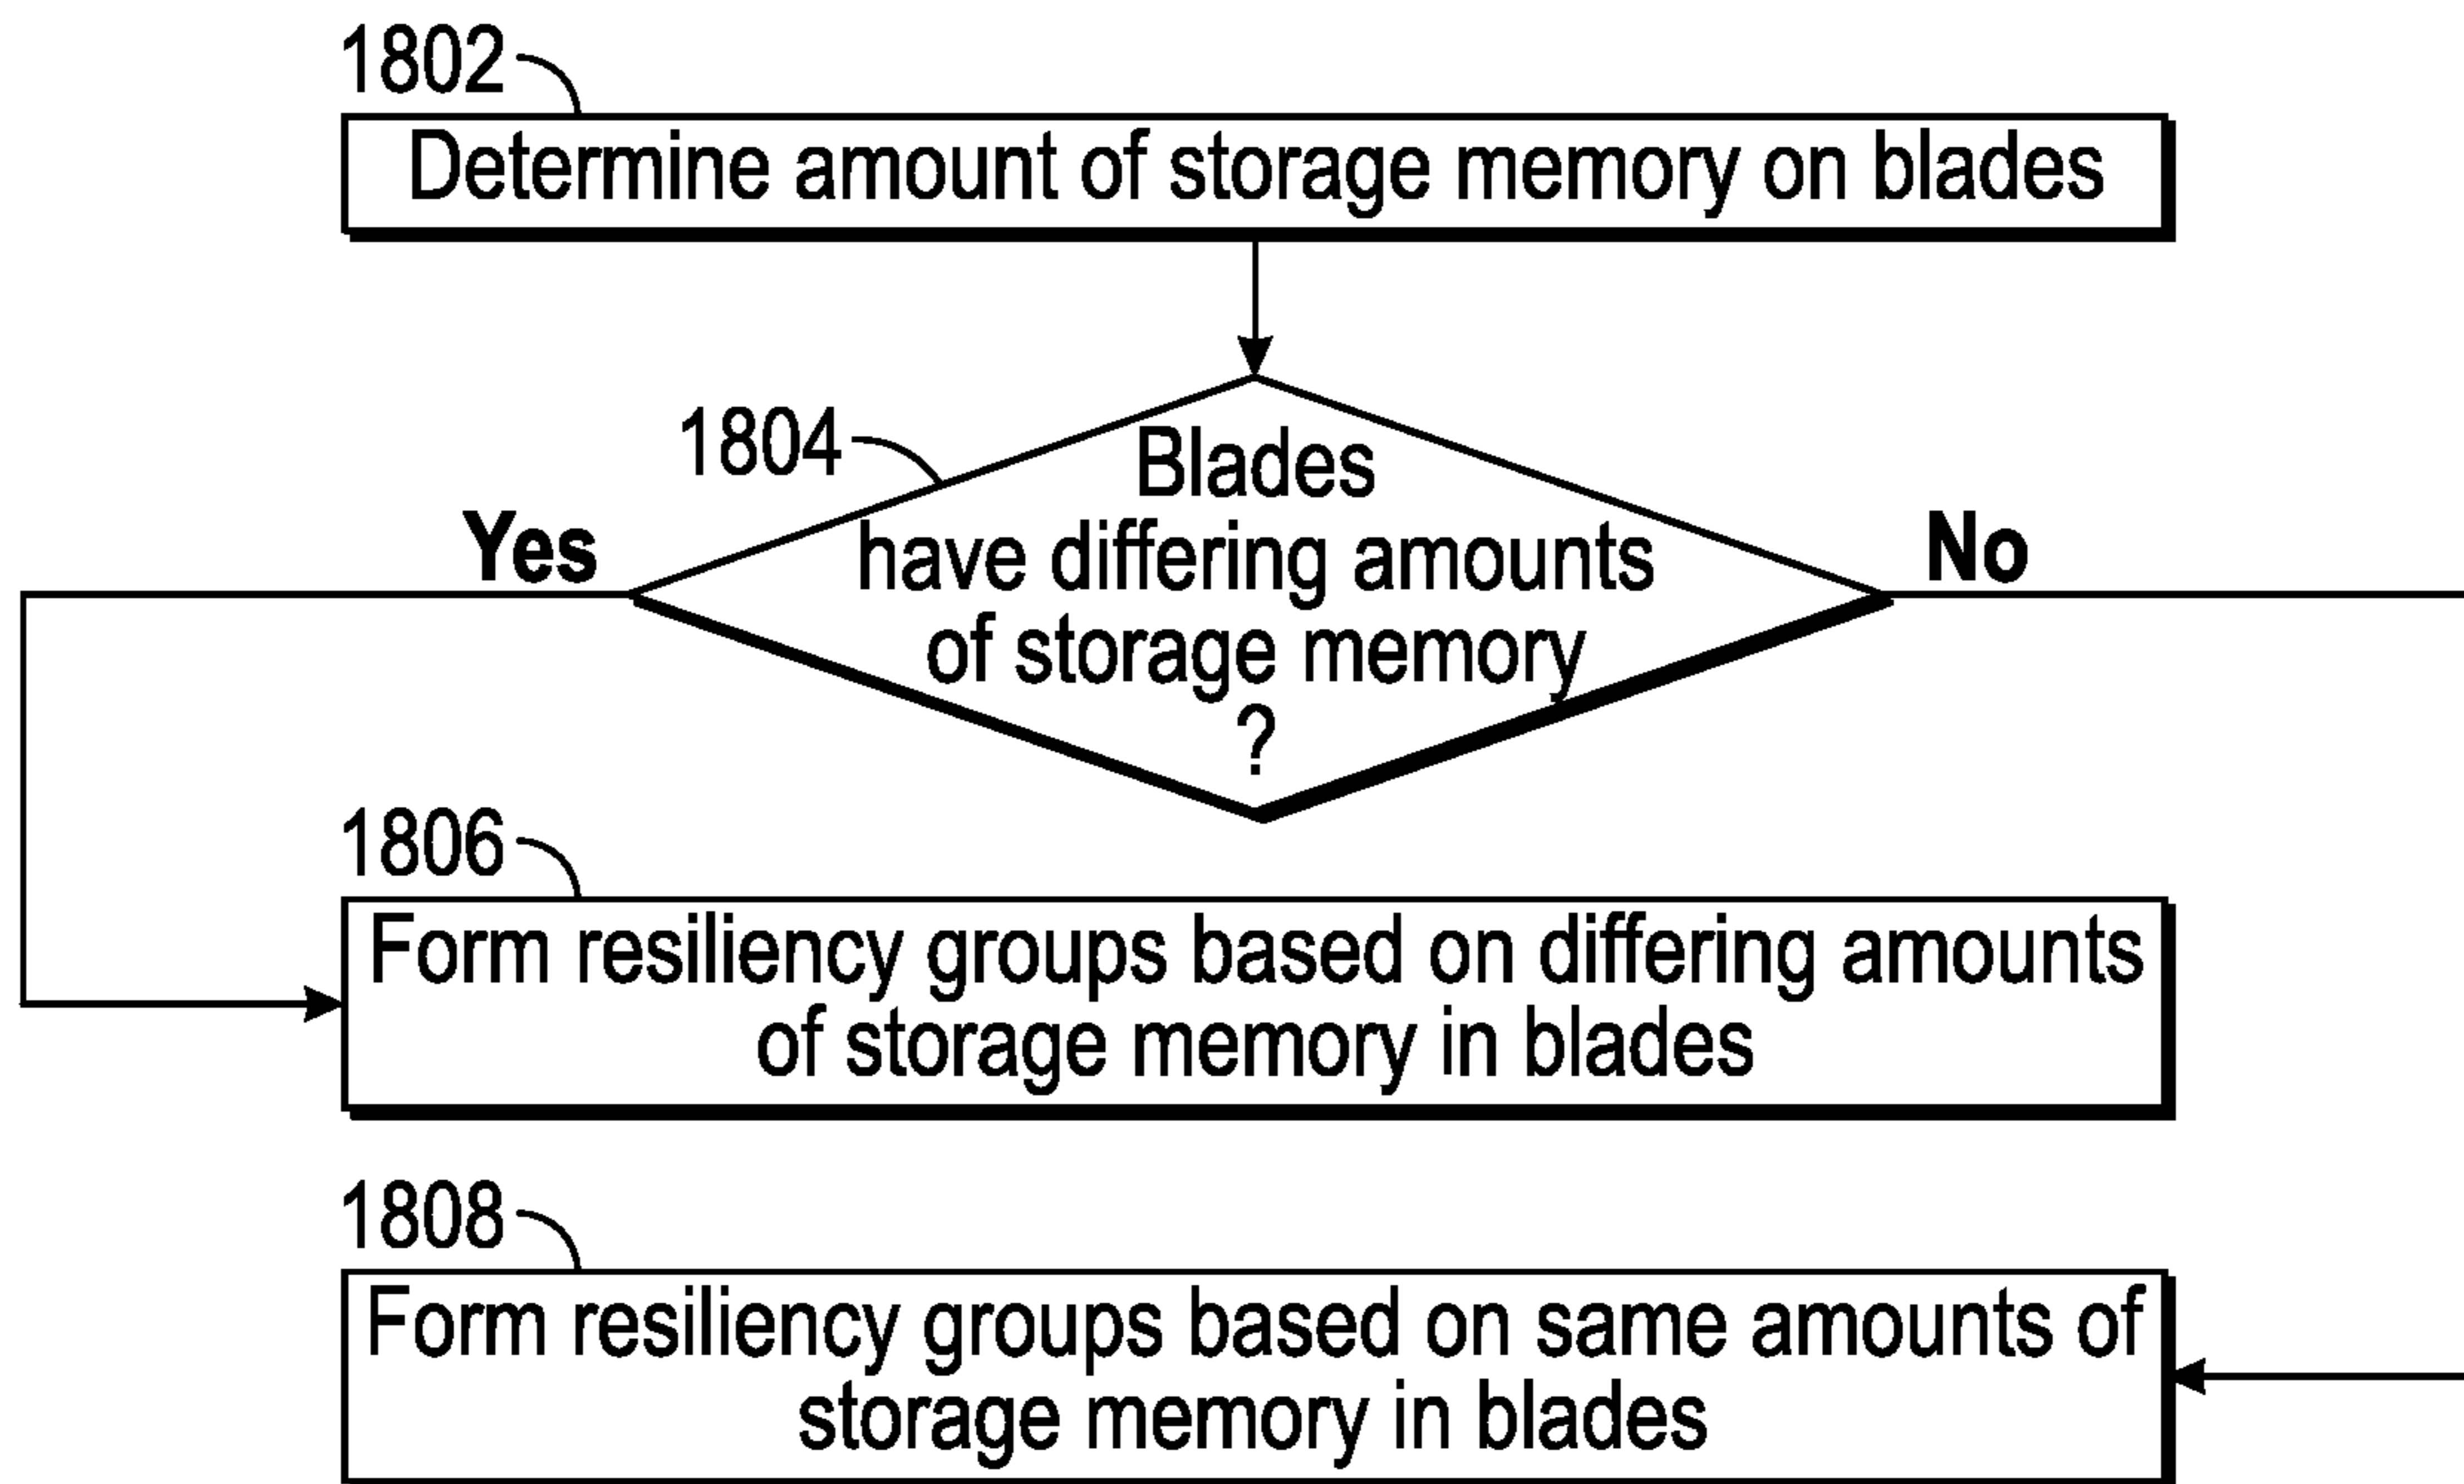 1802
Determine amount of storage memory on blades
1804
Blades
have differing amounts
of storage memory
?
Yes
No
1806
Form resiliency groups based on differing amounts
of storage memory in blades
1808
Form resiliency groups based on same amounts of
storage memory in blades